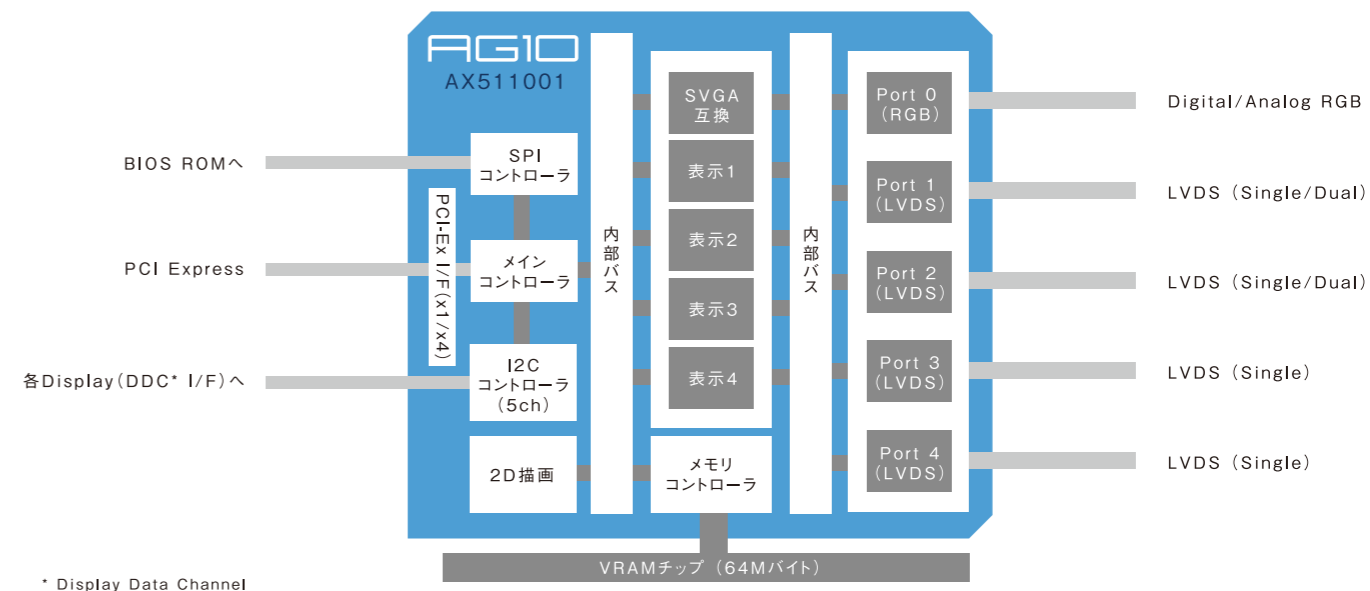 AG10
AX511001
BIOS ROMへ
PCI Express
各Display(DDC* I/F)へ
PCI-Ex I/F(x1/x4)
SPI
コントローラ
メイン
コントローラ
I2C
コントローラ
(5ch)
2D描画
内部バス
SVGA
互換
表示1
表示2
表示3
表示4
メモリ
コントローラ
内部バス
Port 0
(RGB)
Port 1
(LVDS)
Port 2
(LVDS)
Port 3
(LVDS)
Port 4
(LVDS)
Digital/Analog RGB
LVDS (Single/Dual)
LVDS (Single/Dual)
LVDS (Single)
LVDS (Single)
VRAMチップ (64Mバイト)
* Display Data Channel